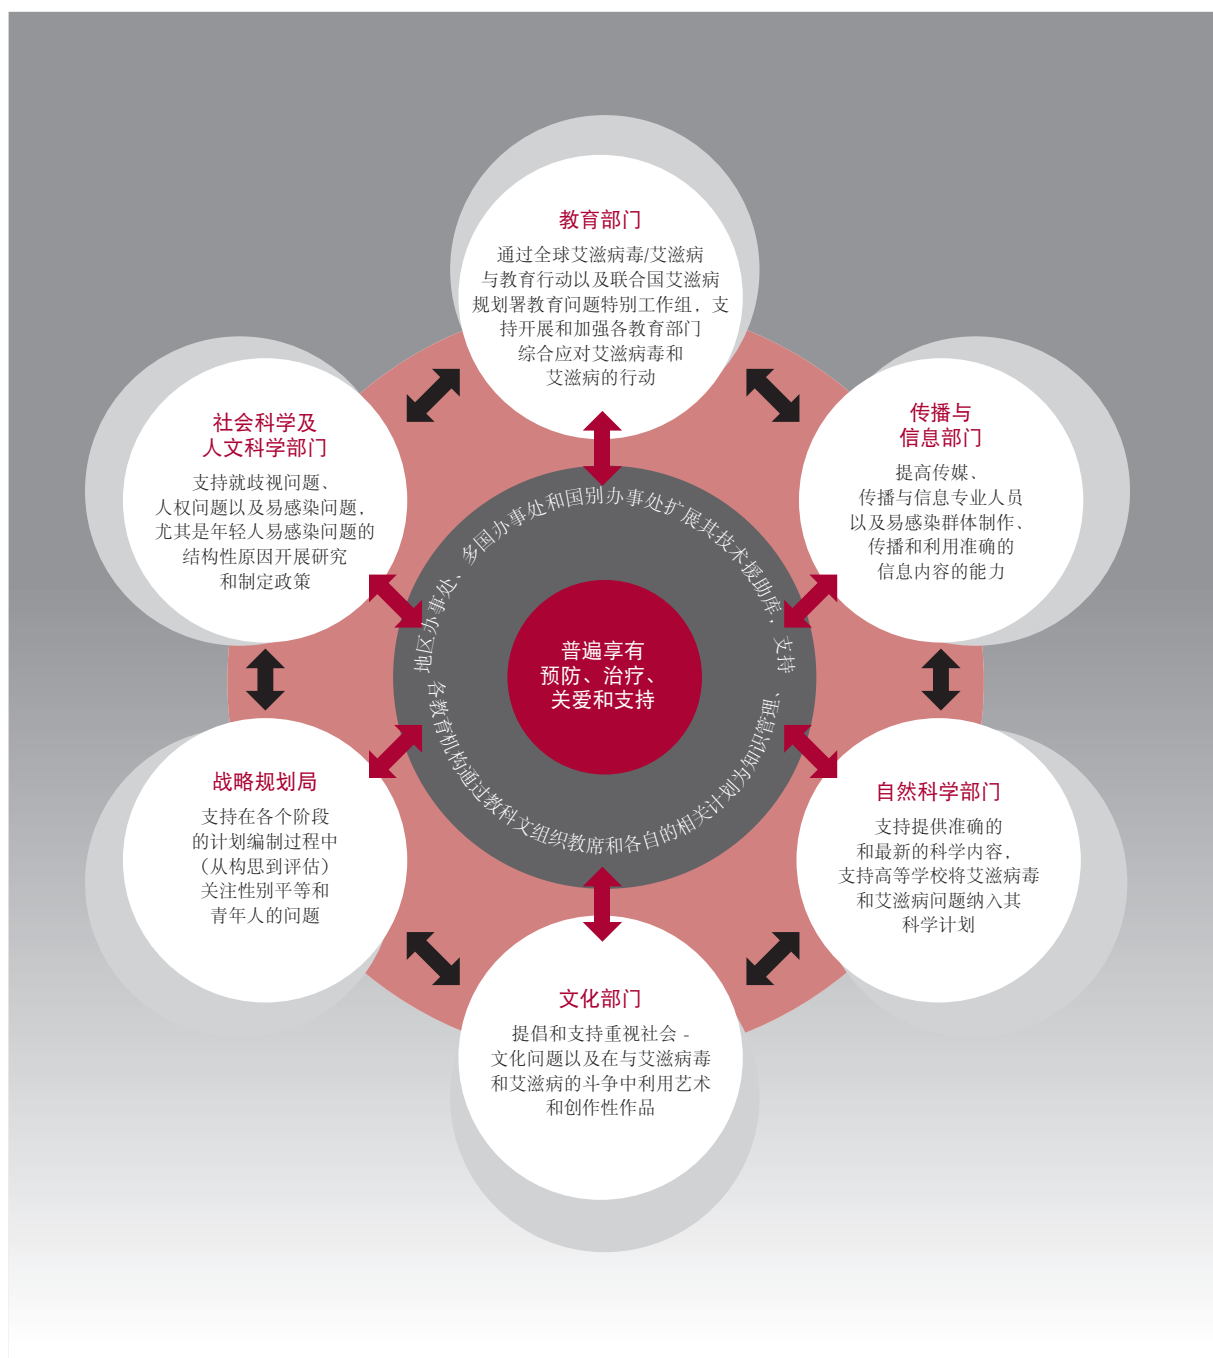 教育部门
通过全球艾滋病毒/艾滋病
与教育行动以及联合国艾滋病
规划署教育问题特别工作组，支
持开展和加强各教育部门
综合应对艾滋病毒和
艾滋病的行动
社会科学及
人文科学部门
支持就歧视问题、
人权问题以及易感染问题，
尤其是年轻人易感染问题的
结构性原因开展研究
和制定政策
传播与
信息部门
提高传媒、
传播与信息专业人员
以及易感染群体制作、
传播和利用准确的
信息内容的能力
地区办事处、多国办事处和国别办事处扩展其技术援助库，支持
各教育机构通过教科文组织教席和各自的相关计划为知识管理、
普遍享有
预防、治疗、
关爱和支持
战略规划局
支持在各个阶段
的计划编制过程中
（从构思到评估）
关注性别平等和
青年人的问题
自然科学部门
支持提供准确的
和最新的科学内容，
支持高等学校将艾滋病毒
和艾滋病问题纳入其
科学计划
文化部门
提倡和支持重视社会 -
文化问题以及在与艾滋病毒
和艾滋病的斗争中利用艺术
和创作性作品